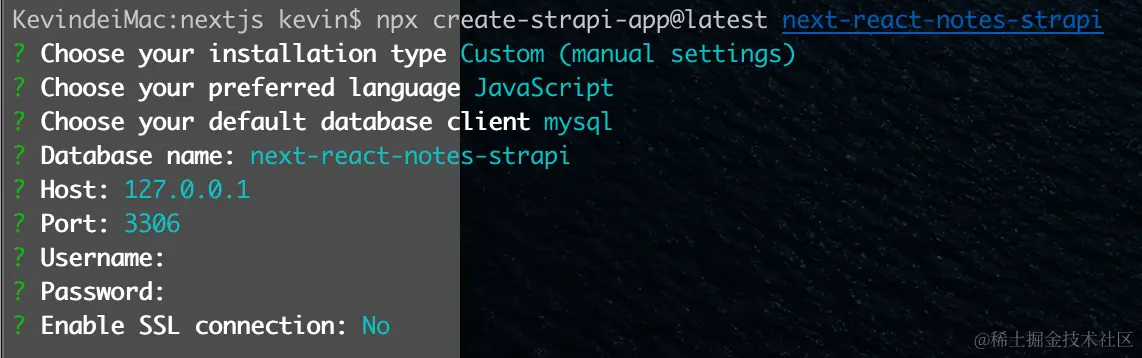 KevindeiMac:nextjs kevin$ npx create-strapi-app@latest next-react-notes-strapi
? Choose your installation type Custom (manual settings)
? Choose your preferred language JavaScript
? Choose your default database client mysql
? Database name: next-react-notes-strapi
? Host: 127.0.0.1
? Port: 3306
? Username:
? Password:
? Enable SSL connection: No
@稀土掘金技术社区